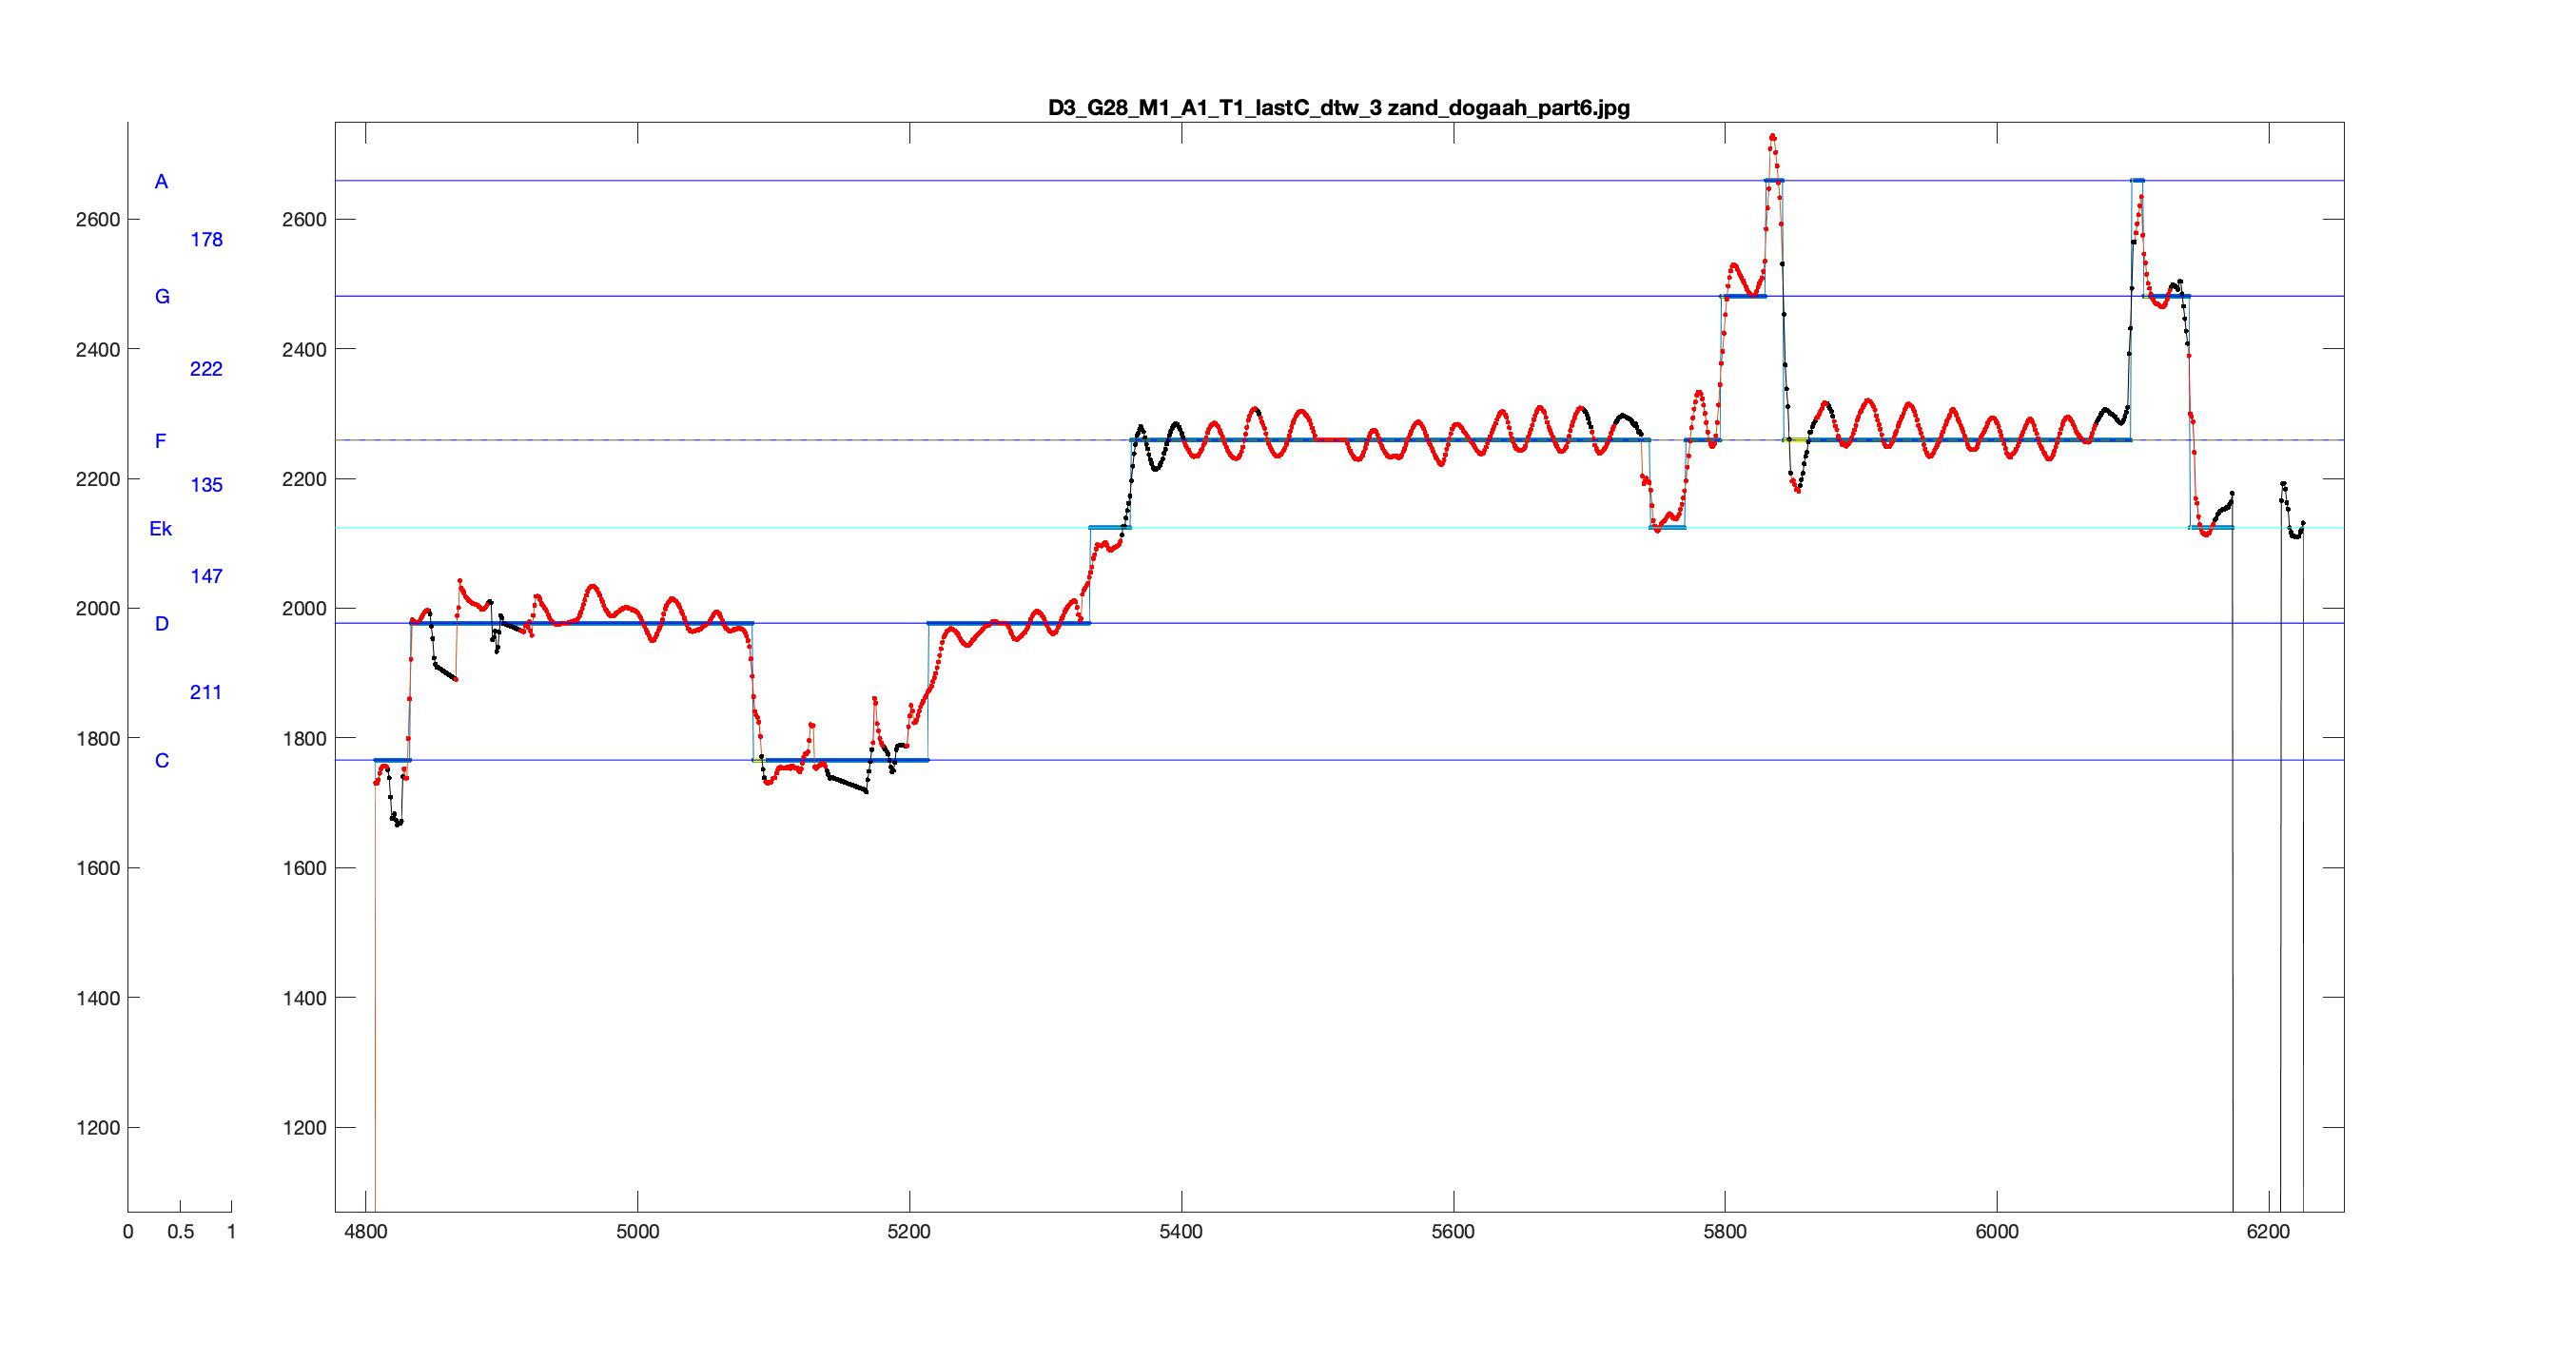 D3_G28_M1_A1_T1_lastC_dtw_3 zand_dogaah_part6.jpg
A
2600 2600
178
G
2400 2400
222
F
2200 2200
135
Ek
147
2000 2000
D
211
1800 1800
C
1600 1600
1400 1400
1200 1200
0 0.5 1 4800 5000 5200 5400 5600 5800 6000 6200